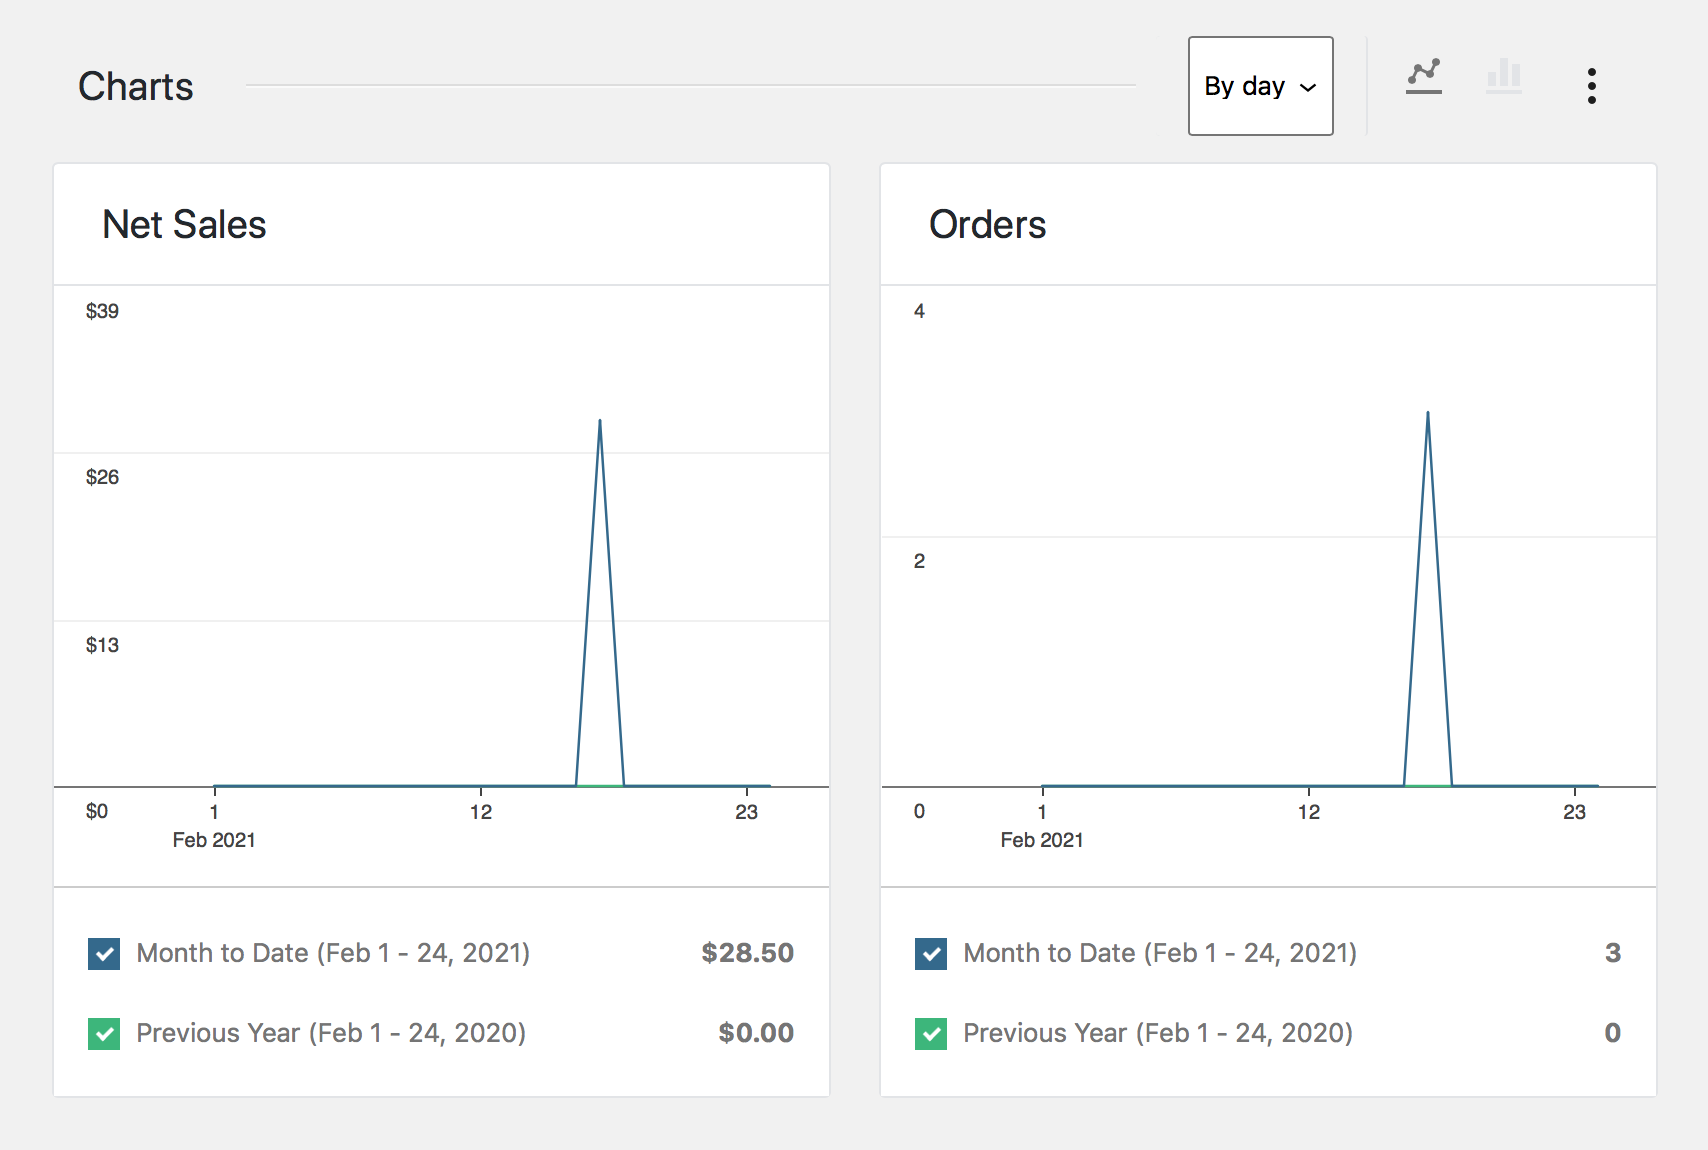 Charts
By day
Net Sales
$39
$26
$13
$0
1
12
23
Feb 2021
Month to Date (Feb 1 - 24, 2021) $28.50
Previous Year (Feb 1 - 24, 2020) $0.00
Orders
4
2
0
1
12
23
Feb 2021
Month to Date (Feb 1 - 24, 2021) 3
Previous Year (Feb 1 - 24, 2020) 0